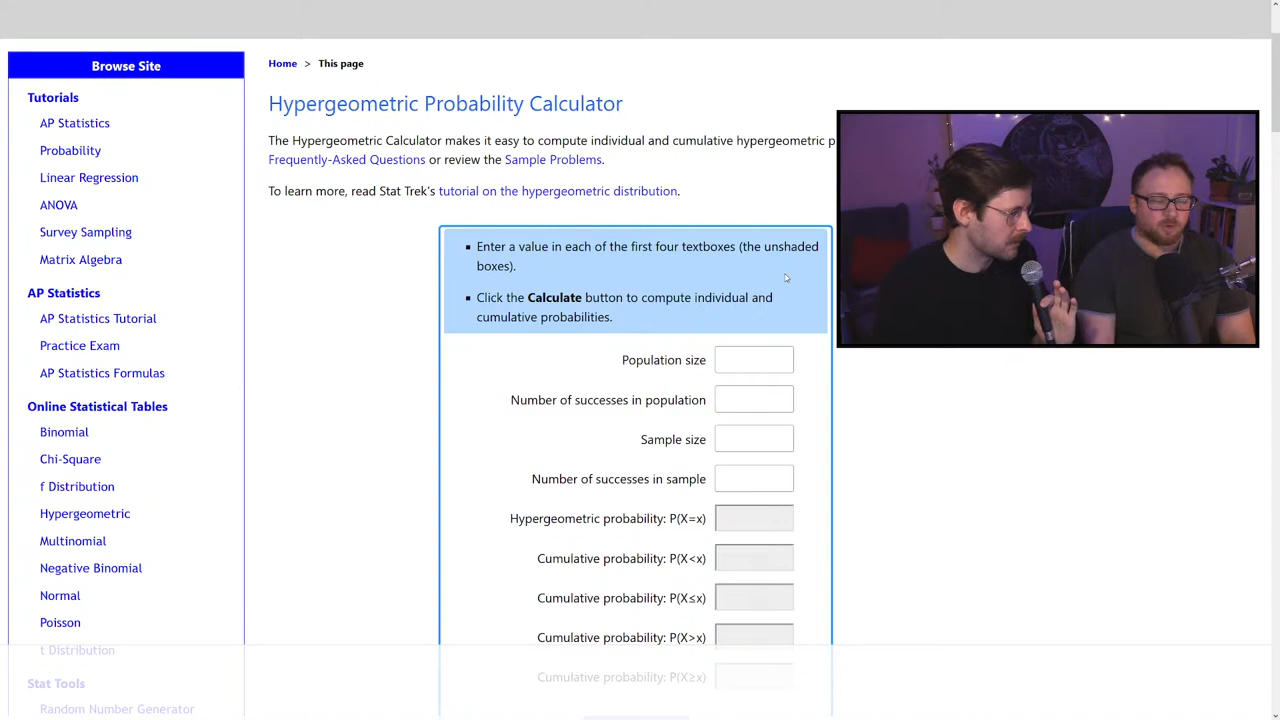 Browse Site
Tutorials
AP Statistics
Probability
Linear Regression
ANOVA
Survey Sampling
Matrix Algebra
AP Statistics
AP Statistics Tutorial
Practice Exam
AP Statistics Formulas
Online Statistical Tables
Binomial
Chi-Square
f Distribution
Hypergeometric
Multinomial
Negative Binomial
Normal
Poisson
t Distribution
Stat Tools
Random Number Generator
Home > This page
Hypergeometric Probability Calculator
The Hypergeometric Calculator makes it easy to compute individual and cumulative hypergeometric p
Frequently-Asked Questions or review the Sample Problems.
To learn more, read Stat Trek's tutorial on the hypergeometric distribution.
▪ Enter a value in each of the first four textboxes (the unshaded
boxes).
▪ Click the Calculate button to compute individual and
cumulative probabilities.
Population size
Number of successes in population
Sample size
Number of successes in sample
Hypergeometric probability: P(X=x)
Cumulative probability: P(X<x)
Cumulative probability: P(X≤x)
Cumulative probability: P(X>x)
Cumulative probability: P(X≥x)